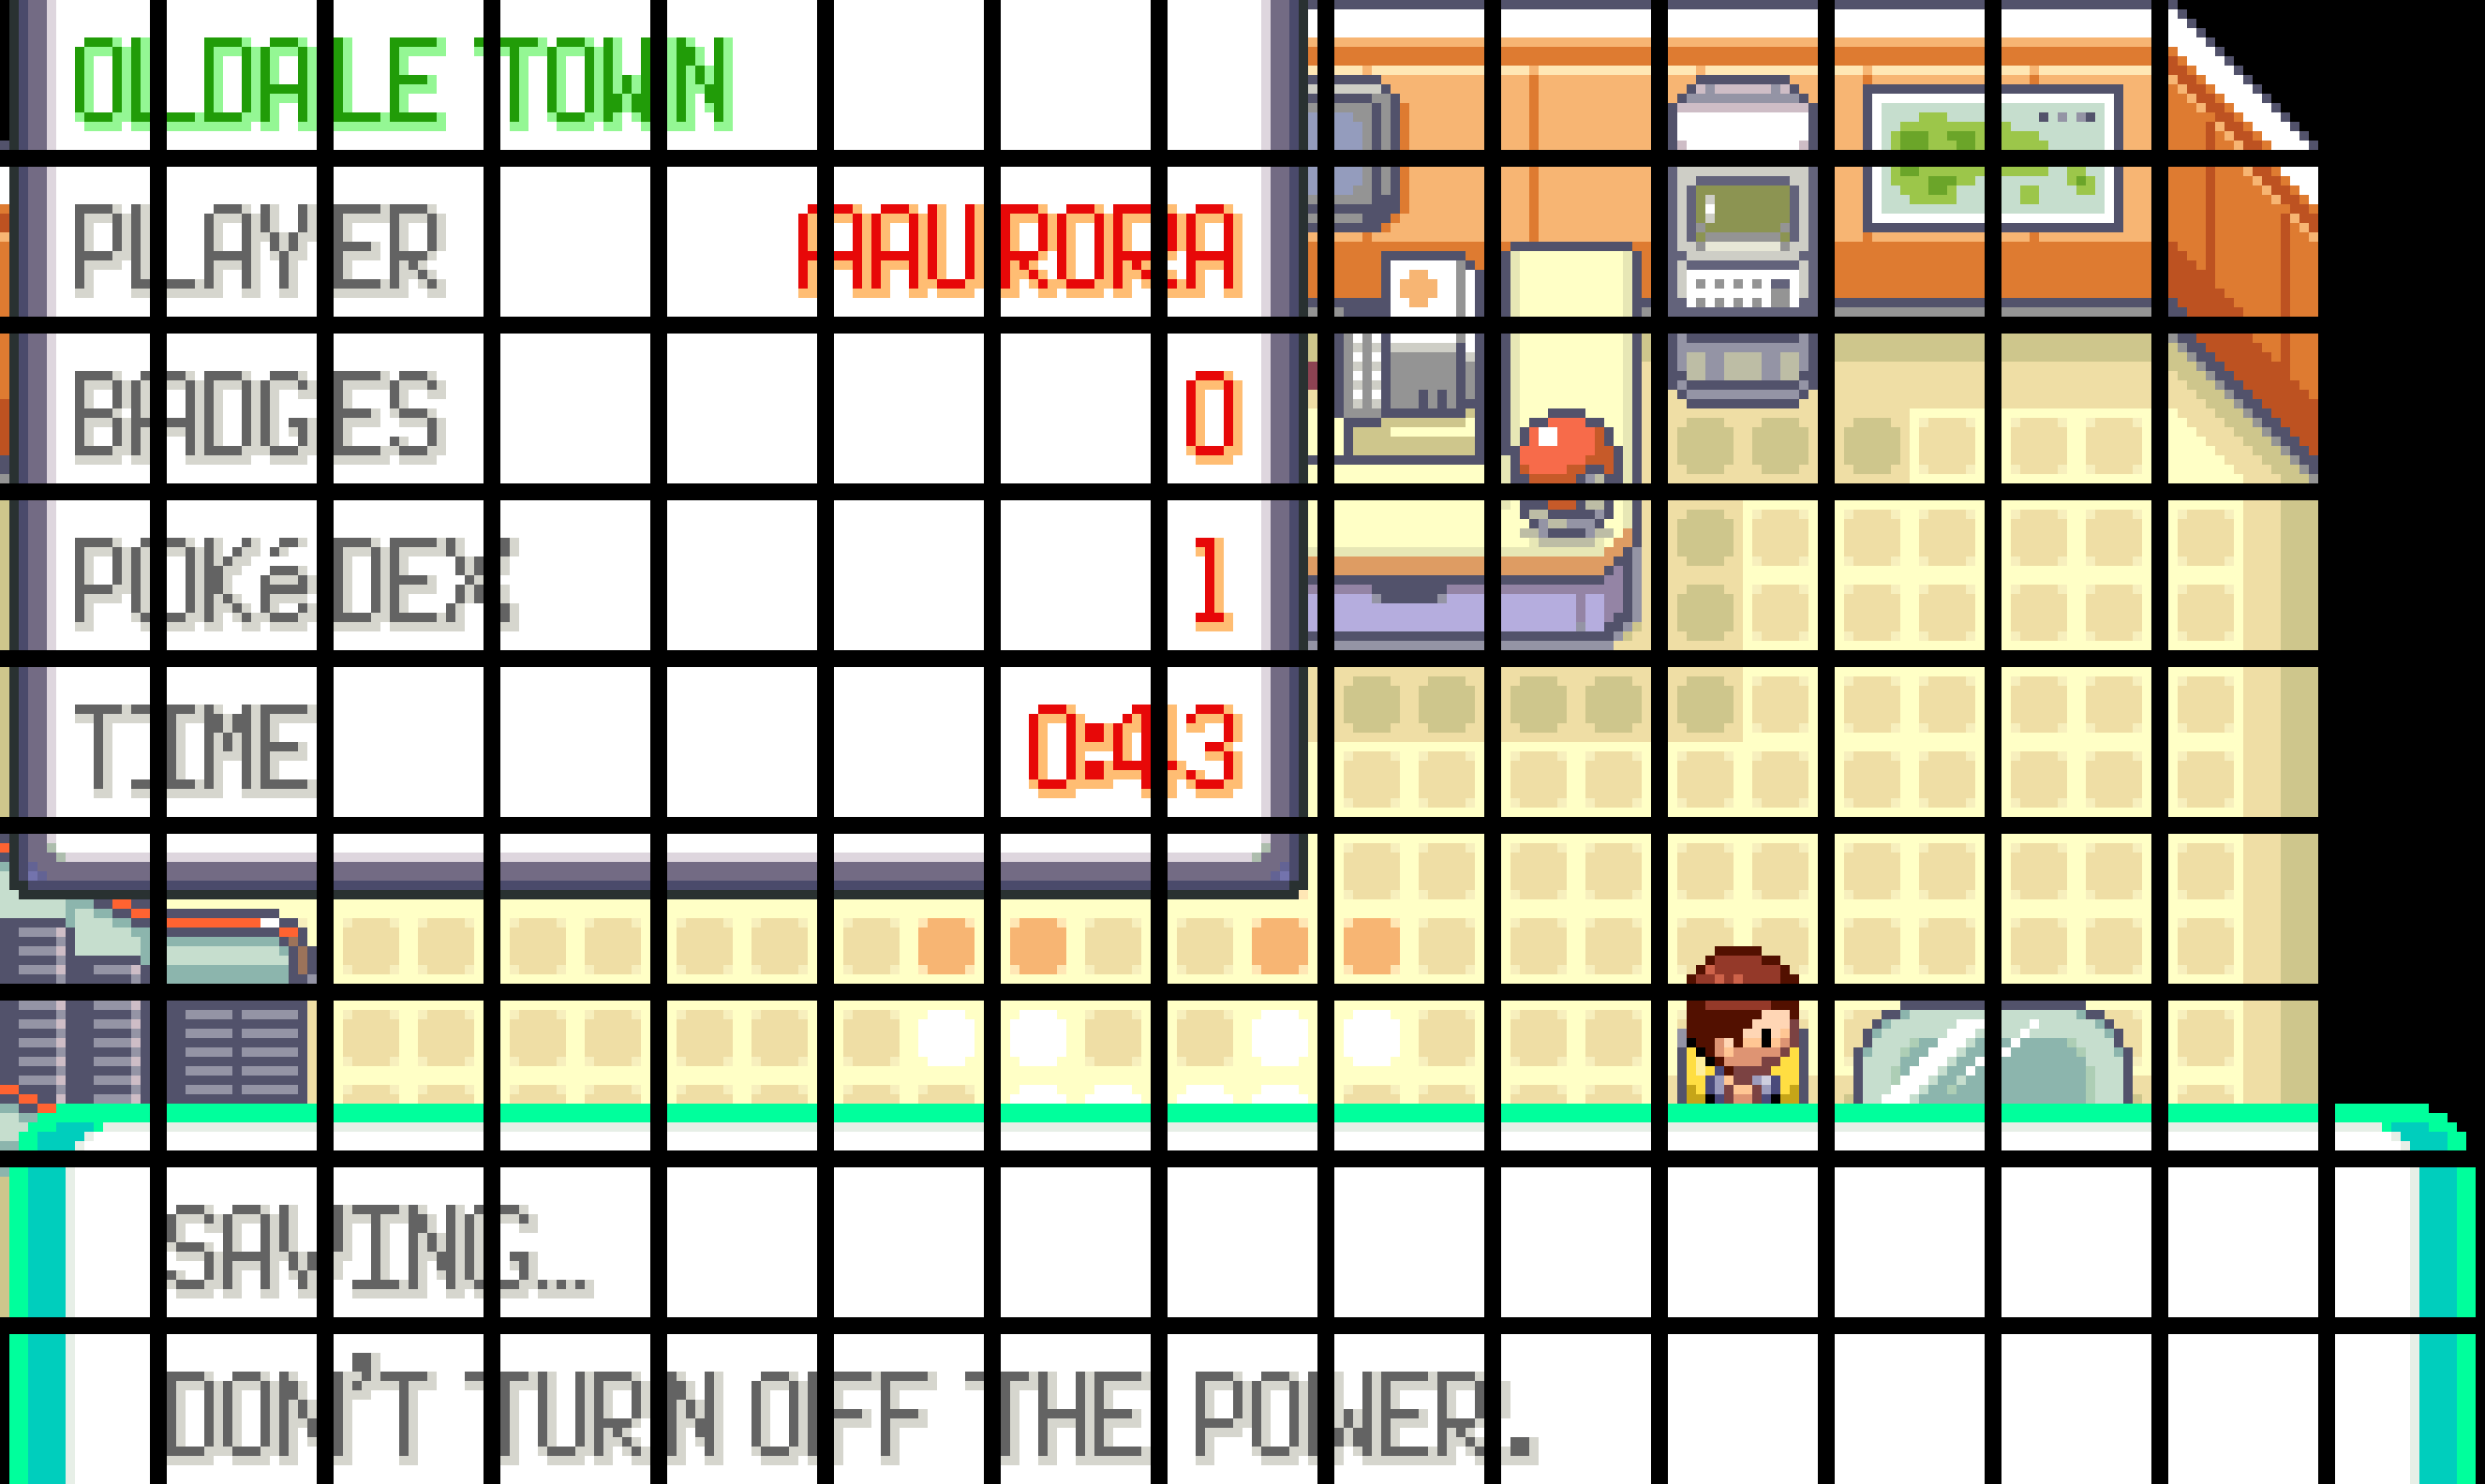 OLDALE TOWN
PLAYER AAURORA
BADGES 0
POKéDEX 1
TIME 0:43
SAVING…
DON'T TURN OFF THE POWER.